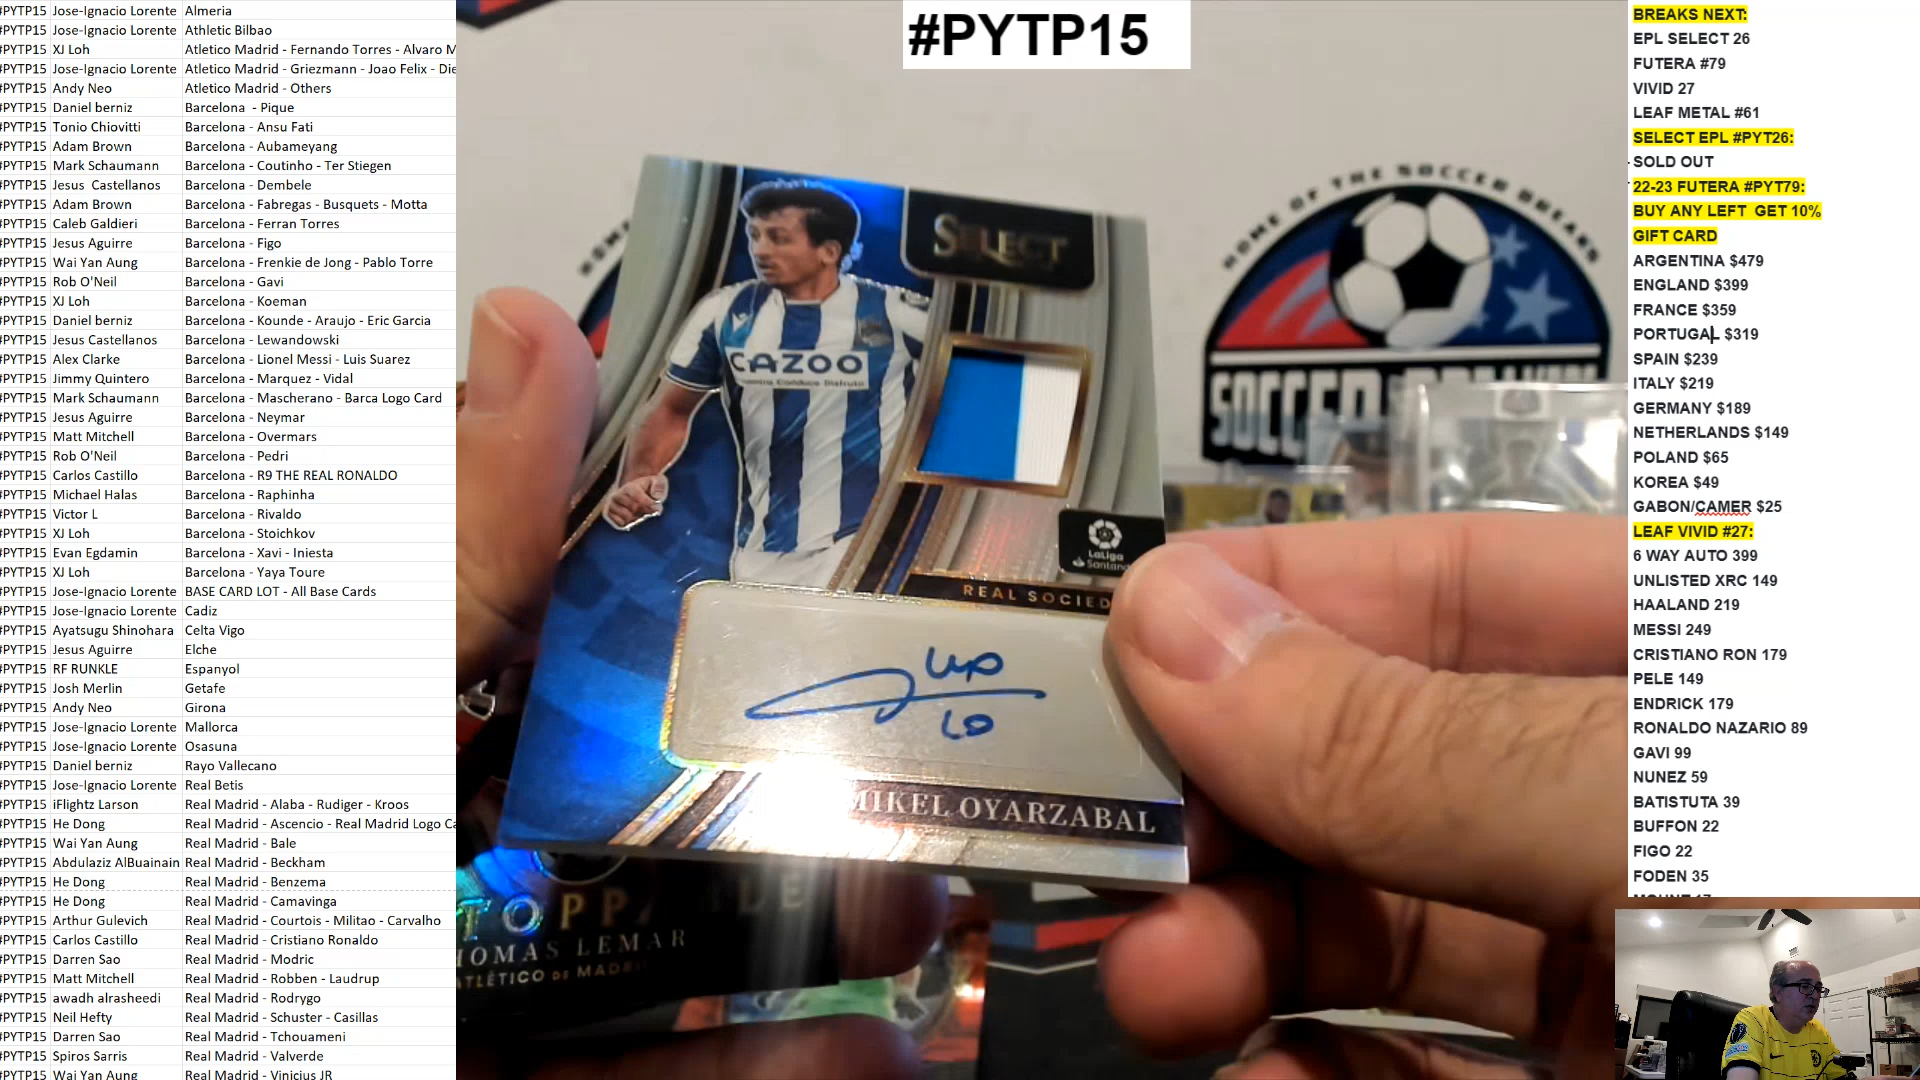 #PYTP15 Jose-Ignacio Lorente Almeria
#PYTP15 Jose-Ignacio Lorente Athletic Bilbao
#PYTP15 XJ Loh Atletico Madrid - Fernando Torres - Alvaro M
#PYTP15 Jose-Ignacio Lorente Atletico Madrid - Griezmann - Joao Felix - Die
#PYTP15 Andy Neo Atletico Madrid - Others
#PYTP15 Daniel berniz Barcelona - Pique
#PYTP15 Tonio Chiovitti Barcelona - Ansu Fati
#PYTP15 Adam Brown Barcelona - Aubameyang
#PYTP15 Mark Schaumann Barcelona - Coutinho - Ter Stiegen
#PYTP15 Jesus Castellanos Barcelona - Dembele
#PYTP15 Adam Brown Barcelona - Fabregas - Busquets - Motta
#PYTP15 Caleb Galdieri Barcelona - Ferran Torres
#PYTP15 Jesus Aguirre Barcelona - Figo
#PYTP15 Wai Yan Aung Barcelona - Frenkie de Jong - Pablo Torre
#PYTP15 Rob O'Neil Barcelona - Gavi
#PYTP15 XJ Loh Barcelona - Koeman
#PYTP15 Daniel berniz Barcelona - Kounde - Araujo - Eric Garcia
#PYTP15 Jesus Castellanos Barcelona - Lewandowski
#PYTP15 Alex Clarke Barcelona - Lionel Messi - Luis Suarez
#PYTP15 Jimmy Quintero Barcelona - Marquez - Vidal
#PYTP15 Mark Schaumann Barcelona - Mascherano - Barca Logo Card
#PYTP15 Jesus Aguirre Barcelona - Neymar
#PYTP15 Matt Mitchell Barcelona - Overmars
#PYTP15 Rob O'Neil Barcelona - Pedri
#PYTP15 Carlos Castillo Barcelona - R9 THE REAL RONALDO
#PYTP15 Michael Halas Barcelona - Raphinha
#PYTP15 Victor L Barcelona - Rivaldo
#PYTP15 XJ Loh Barcelona - Stoichkov
#PYTP15 Evan Egdamin Barcelona - Xavi - Iniesta
#PYTP15 XJ Loh Barcelona - Yaya Toure
#PYTP15 Jose-Ignacio Lorente BASE CARD LOT - All Base Cards
#PYTP15 Jose-Ignacio Lorente Cadiz
#PYTP15 Ayatsugu Shinohara Celta Vigo
#PYTP15 Jesus Aguirre Elche
#PYTP15 RF RUNKLE Espanyol
#PYTP15 Josh Merlin Getafe
#PYTP15 Andy Neo Girona
#PYTP15 Jose-Ignacio Lorente Mallorca
#PYTP15 Jose-Ignacio Lorente Osasuna
#PYTP15 Daniel berniz Rayo Vallecano
#PYTP15 Jose-Ignacio Lorente Real Betis
#PYTP15 iFlightz Larson Real Madrid - Alaba - Rudiger - Kroos
#PYTP15 He Dong Real Madrid - Ascencio - Real Madrid Logo Ca
#PYTP15 Wai Yan Aung Real Madrid - Bale
#PYTP15 Abdulaziz AlBuainain Real Madrid - Beckham
#PYTP15 He Dong Real Madrid - Benzema
#PYTP15 He Dong Real Madrid - Camavinga
#PYTP15 Arthur Gulevich Real Madrid - Courtois - Militao - Carvalho
#PYTP15 Carlos Castillo Real Madrid - Cristiano Ronaldo
#PYTP15 Darren Sao Real Madrid - Modric
#PYTP15 Matt Mitchell Real Madrid - Robben - Laudrup
#PYTP15 awadh alrasheedi Real Madrid - Rodrygo
#PYTP15 Neil Hefty Real Madrid - Schuster - Casillas
#PYTP15 Darren Sao Real Madrid - Tchouameni
#PYTP15 Spiros Sarris Real Madrid - Valverde
#PYTP15 Wai Yan Aung Real Madrid - Vinicius JR
#PYTP15
HOME OF THE SOCCER BREAKS
SOCCER
SELECT
CAZOO
LaLiga
Santand
REAL SOCIED
10
MIKEL OYARZABAL
THOMAS LEMAR
ATLÉTICO DE MADRI
BREAKS NEXT:
EPL SELECT 26
FUTERA #79
VIVID 27
LEAF METAL #61
SELECT EPL #PYT26:
SOLD OUT
22-23 FUTERA #PYT79:
BUY ANY LEFT GET 10%
GIFT CARD
ARGENTINA $479
ENGLAND $399
FRANCE $359
PORTUGAL $319
SPAIN $239
ITALY $219
GERMANY $189
NETHERLANDS $149
POLAND $65
KOREA $49
GABON/CAMER $25
LEAF VIVID #27:
6 WAY AUTO 399
UNLISTED XRC 149
HAALAND 219
MESSI 249
CRISTIANO RON 179
PELE 149
ENDRICK 179
RONALDO NAZARIO 89
GAVI 99
NUNEZ 59
BATISTUTA 39
BUFFON 22
FIGO 22
FODEN 35